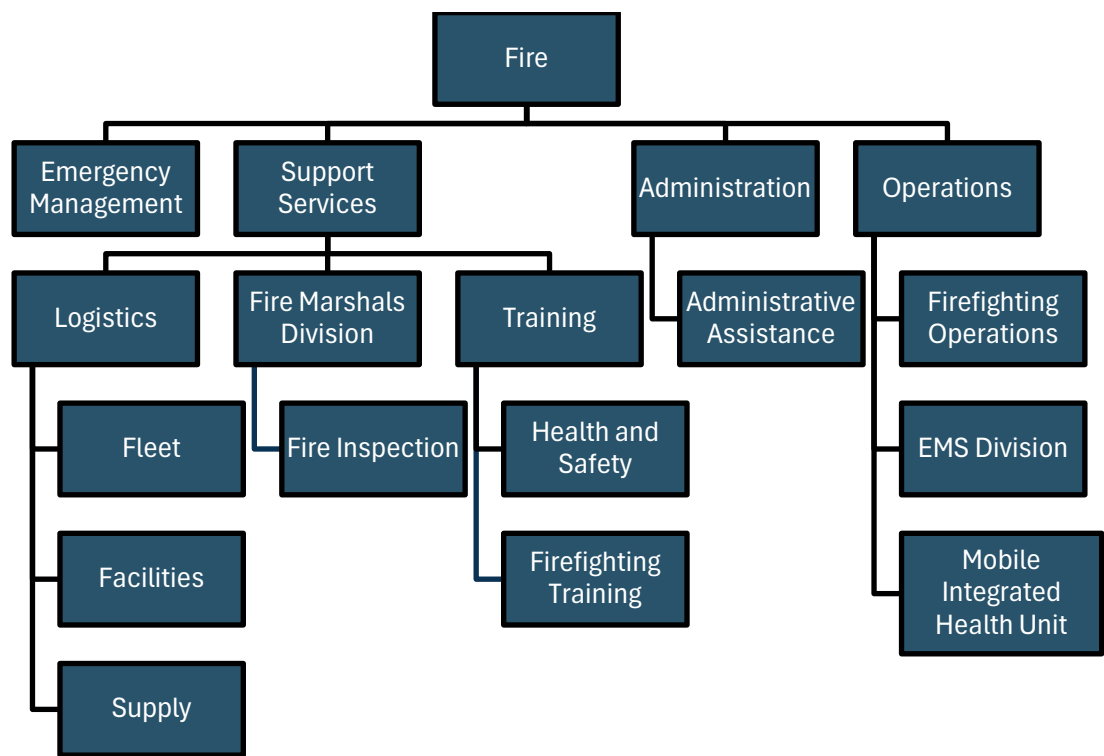 Fire
Emergency
Management
Support
Services
Administration
Operations
Logistics
Fire Marshals
Division
Training
Administrative
Assistance
Firefighting
Operations
Fleet
Fire Inspection
Health and
Safety
EMS Division
Facilities
Firefighting
Training
Mobile
Integrated
Health Unit
Supply